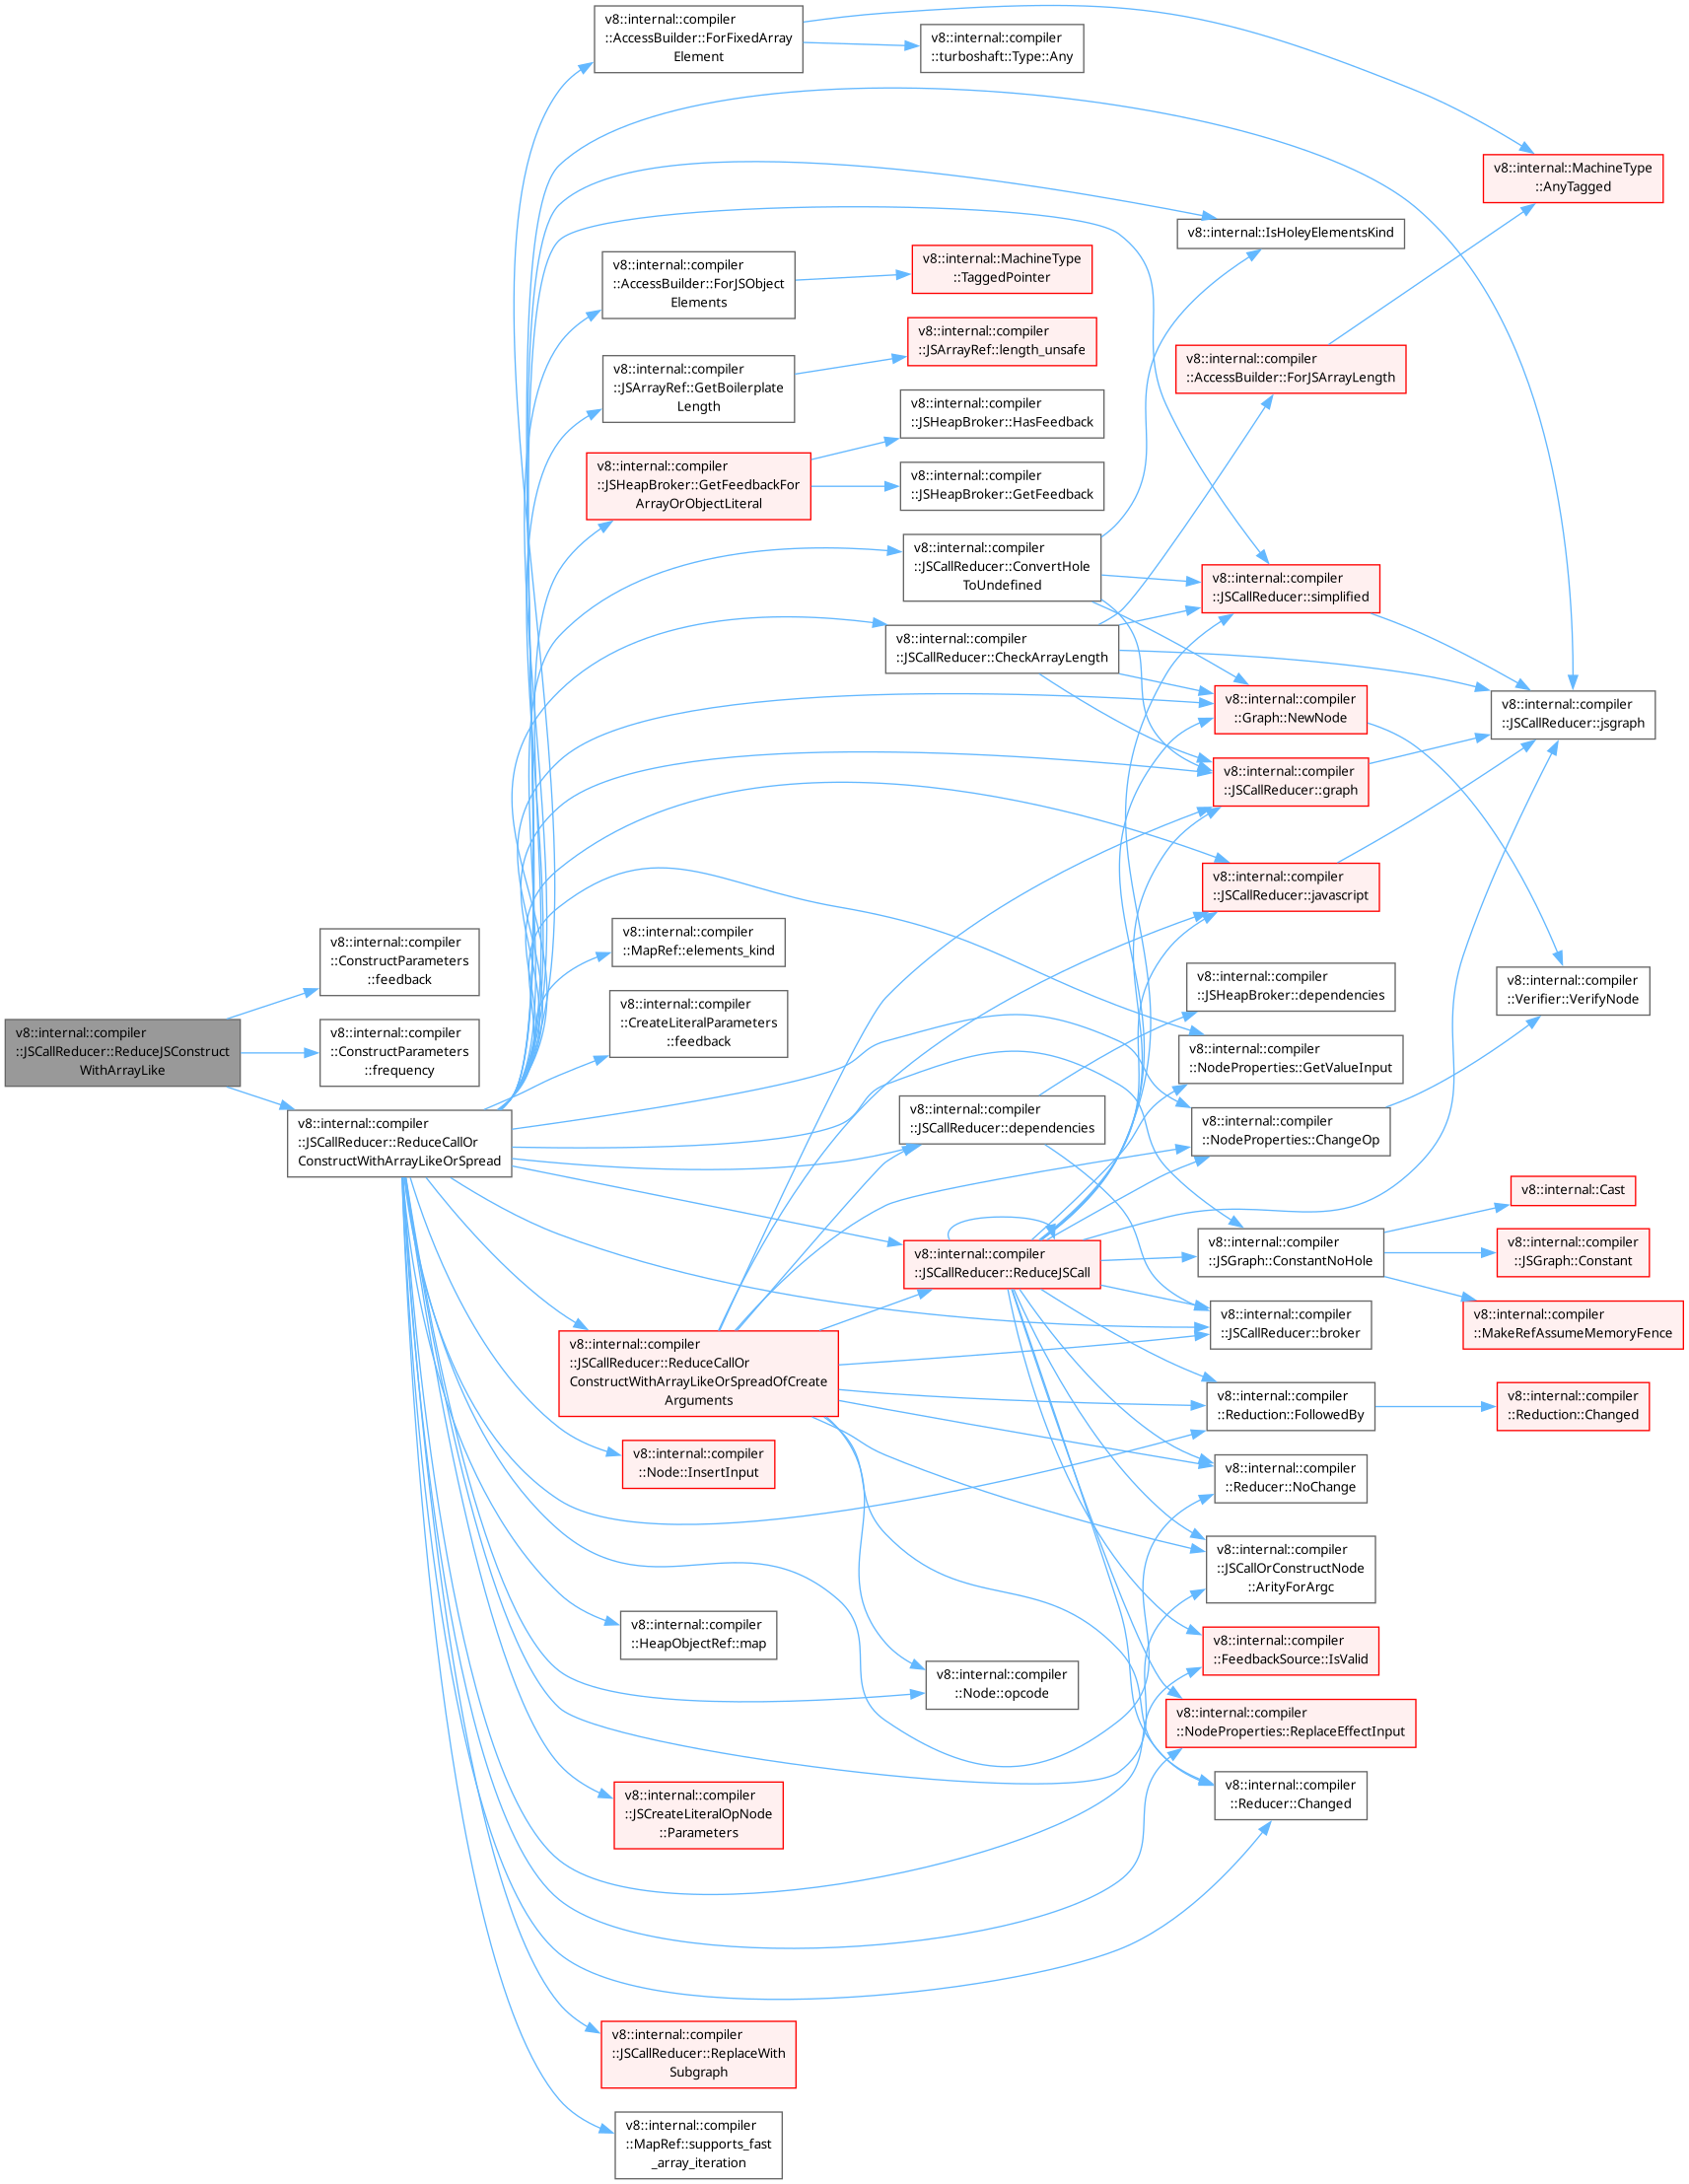 v8::internal::compiler
::JSCallReducer::ReduceJSConstruct
WithArrayLike
v8::internal::compiler
::ConstructParameters
::feedback
v8::internal::compiler
::ConstructParameters
::frequency
v8::internal::compiler
::JSCallReducer::ReduceCallOr
ConstructWithArrayLikeOrSpread
v8::internal::compiler
::AccessBuilder::ForFixedArray
Element
v8::internal::compiler
::AccessBuilder::ForJSObject
Elements
v8::internal::compiler
::JSArrayRef::GetBoilerplate
Length
v8::internal::compiler
::JSHeapBroker::GetFeedbackFor
ArrayOrObjectLiteral
v8::internal::compiler
::MapRef::elements_kind
v8::internal::compiler
::CreateLiteralParameters
::feedback
v8::internal::compiler
::JSCallReducer::ReduceCallOr
ConstructWithArrayLikeOrSpreadOfCreate
Arguments
v8::internal::compiler
::Node::InsertInput
v8::internal::compiler
::HeapObjectRef::map
v8::internal::compiler
::JSCreateLiteralOpNode
::Parameters
v8::internal::compiler
::JSCallReducer::ReplaceWith
Subgraph
v8::internal::compiler
::MapRef::supports_fast
_array_iteration
v8::internal::compiler
::turboshaft::Type::Any
v8::internal::MachineType
::TaggedPointer
v8::internal::compiler
::JSArrayRef::length_unsafe
v8::internal::compiler
::JSHeapBroker::HasFeedback
v8::internal::compiler
::JSHeapBroker::GetFeedback
v8::internal::compiler
::JSCallReducer::ConvertHole
ToUndefined
v8::internal::compiler
::JSCallReducer::CheckArrayLength
v8::internal::compiler
::JSCallReducer::dependencies
v8::internal::compiler
::JSCallReducer::ReduceJSCall
v8::internal::compiler
::Node::opcode
v8::internal::IsHoleyElementsKind
v8::internal::compiler
::AccessBuilder::ForJSArrayLength
v8::internal::compiler
::JSCallReducer::simplified
v8::internal::compiler
::Graph::NewNode
v8::internal::compiler
::JSCallReducer::graph
v8::internal::compiler
::JSCallReducer::javascript
v8::internal::compiler
::JSHeapBroker::dependencies
v8::internal::compiler
::NodeProperties::GetValueInput
v8::internal::compiler
::NodeProperties::ChangeOp
v8::internal::compiler
::JSGraph::ConstantNoHole
v8::internal::compiler
::JSCallReducer::broker
v8::internal::compiler
::Reduction::FollowedBy
v8::internal::compiler
::Reducer::NoChange
v8::internal::compiler
::JSCallOrConstructNode
::ArityForArgc
v8::internal::compiler
::FeedbackSource::IsValid
v8::internal::compiler
::NodeProperties::ReplaceEffectInput
v8::internal::compiler
::Reducer::Changed
v8::internal::MachineType
::AnyTagged
v8::internal::compiler
::JSCallReducer::jsgraph
v8::internal::compiler
::Verifier::VerifyNode
v8::internal::Cast
v8::internal::compiler
::JSGraph::Constant
v8::internal::compiler
::MakeRefAssumeMemoryFence
v8::internal::compiler
::Reduction::Changed